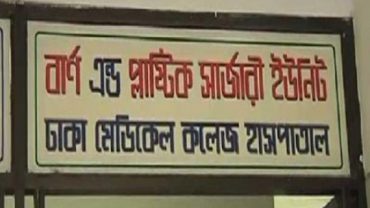 বার্ণ এন্ড প্লাষ্টিক সার্জারী ইউনিট
ঢাকা মেডিকেল কলেজ হাসপাতাল